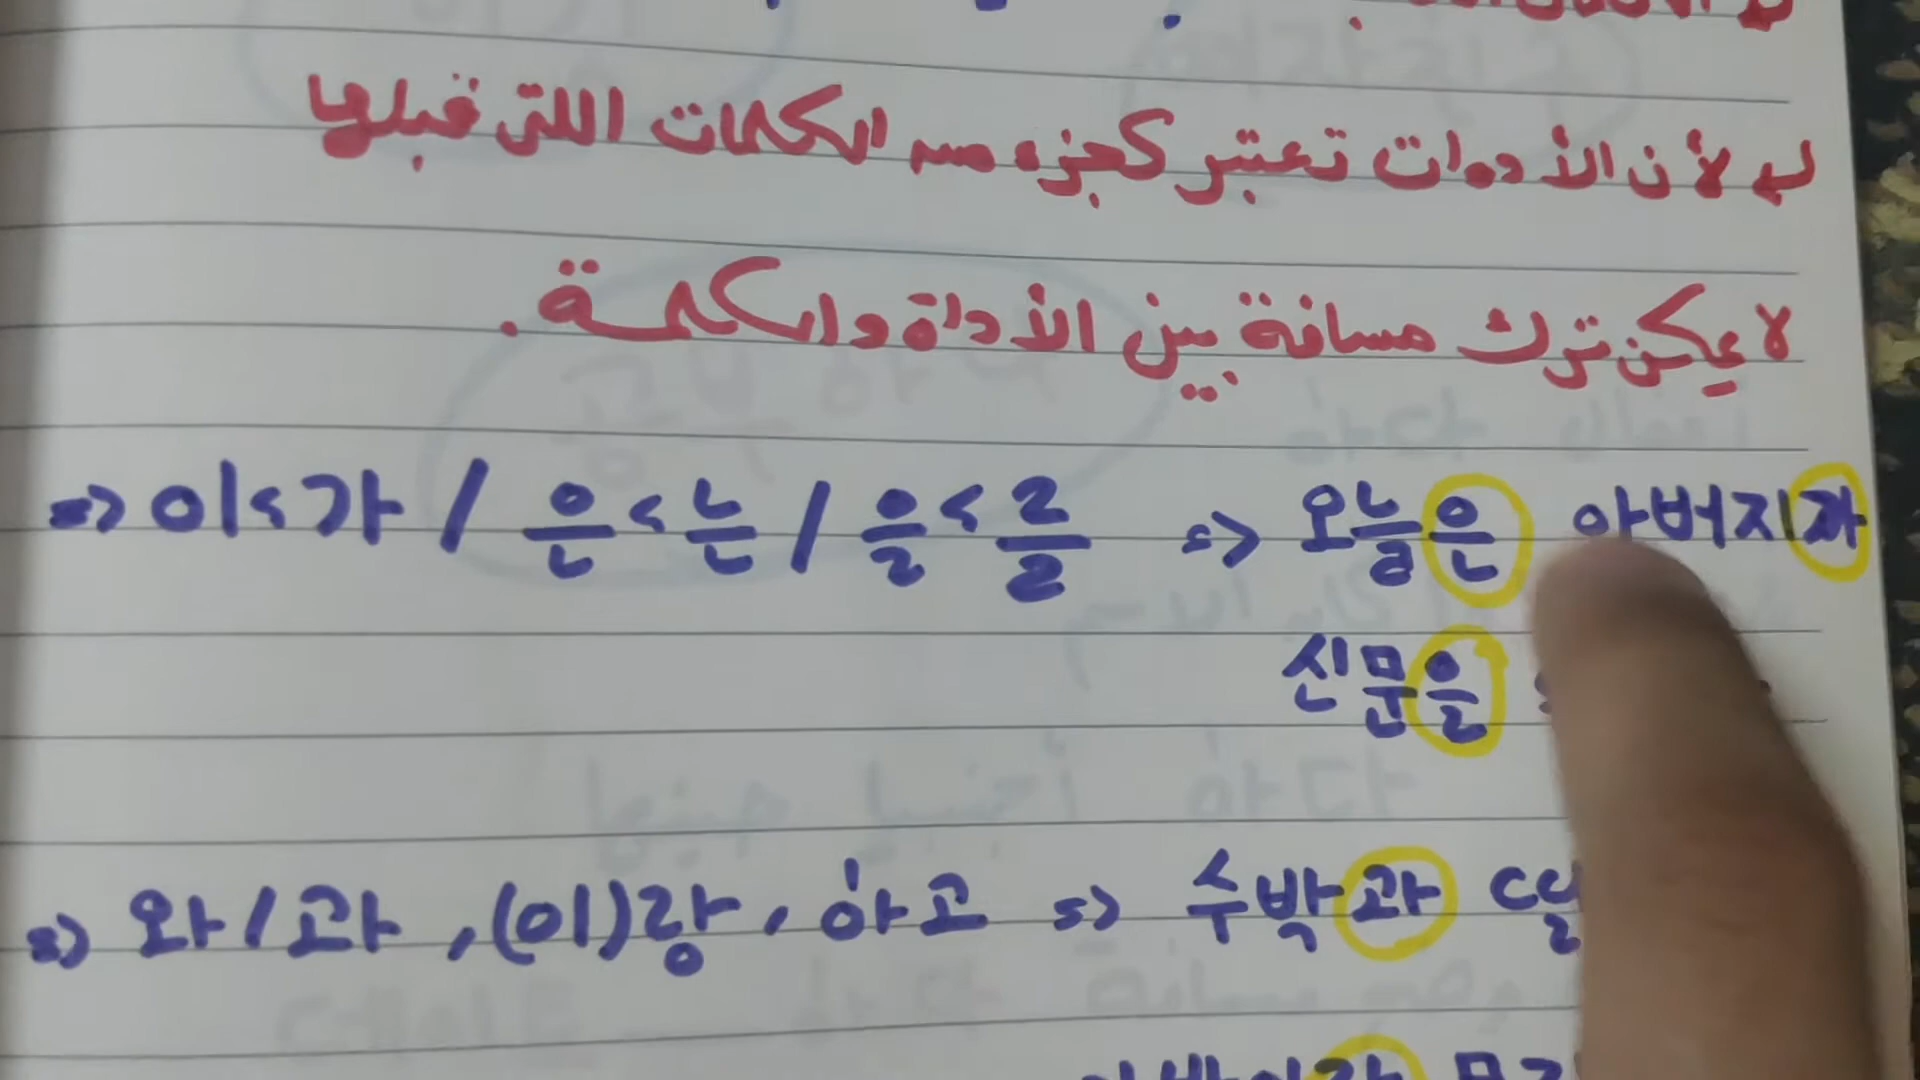 لأن الأدوات تعتبر كجزء من الكلمات اللتي قبلها
لا يمكن ترك مسافة بين الأداة والكلمة.
=> 이 < 가 / 은 < 는 / 을 < 를 => 오늘은 아버지가
신문을
=> 와 / 과 , (이)랑 , 하고 => 수박과